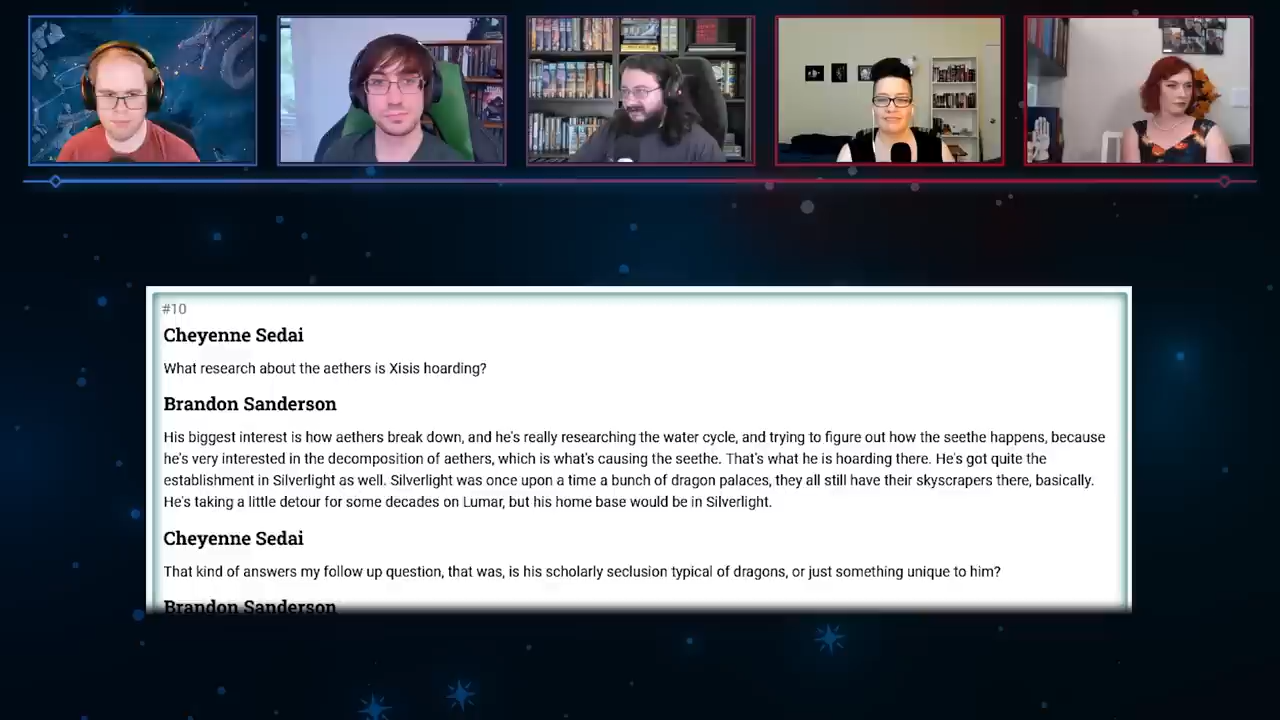 #10
Cheyenne Sedai
What research about the aethers is Xisis hoarding?
Brandon Sanderson
His biggest interest is how aethers break down, and he's really researching the water cycle, and trying to figure out how the seethe happens, because
he's very interested in the decomposition of aethers, which is what's causing the seethe. That's what he is hoarding there. He's got quite the
establishment in Silverlight as well. Silverlight was once upon a time a bunch of dragon palaces, they all still have their skyscrapers there, basically.
He's taking a little detour for some decades on Lumar, but his home base would be in Silverlight.
Cheyenne Sedai
That kind of answers my follow up question, that was, is his scholarly seclusion typical of dragons, or just something unique to him?
Brandon Sanderson